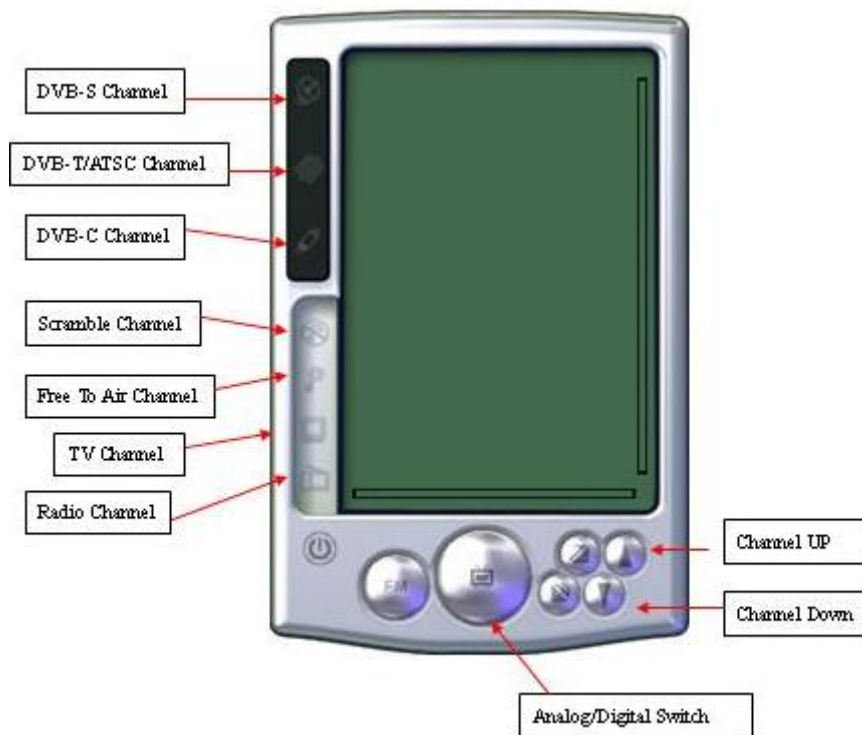 DVB-S Channel
DVB-T/ATSC Channel
DVB-C Channel
Scramble Channel
Free To Air Channel
TV Channel
Radio Channel
FM
Channel UP
Channel Down
Analog/Digital Switch